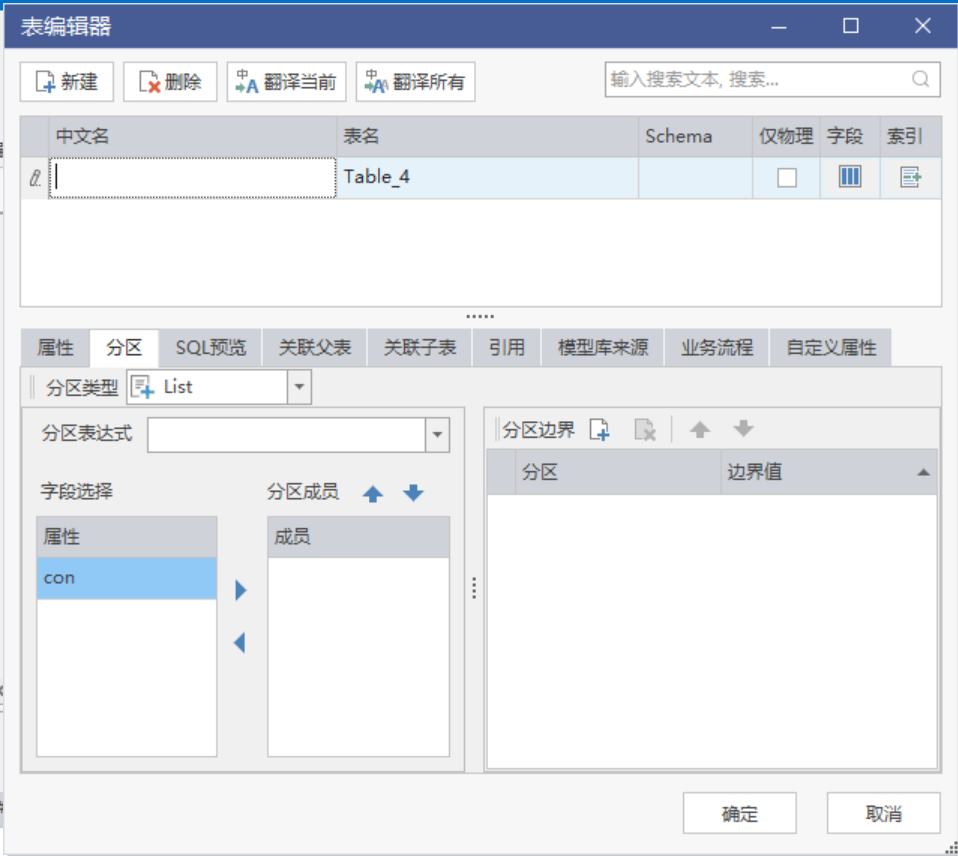 表编辑器
新建 删除 翻译当前 翻译所有 输入搜索文本, 搜索...
中文名 表名 Schema 仅物理 字段 索引
Table_4
属性 分区 SQL预览 关联父表 关联子表 引用 模型库来源 业务流程 自定义属性
分区类型 List
分区表达式
分区边界
分区 边界值
字段选择 分区成员
属性 成员
con
确定 取消